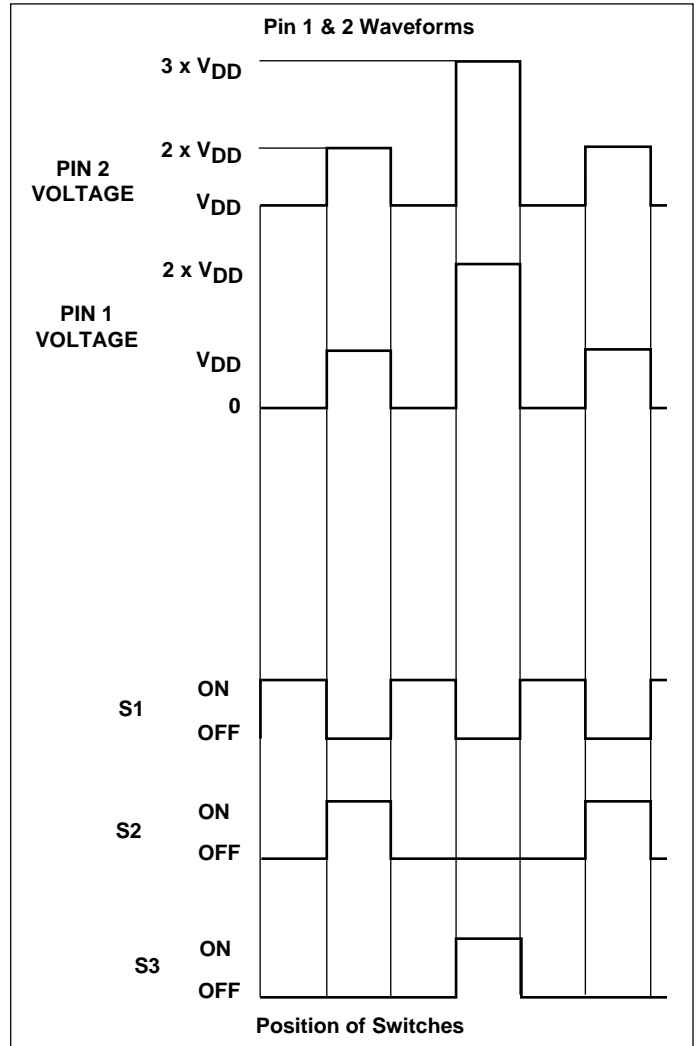 Pin 1 & 2 Waveforms
3 x VDD
2 x VDD
PIN 2
VOLTAGE
VDD
2 x VDD
PIN 1
VOLTAGE
VDD
0
ON
S1
OFF
ON
S2
OFF
ON
S3
OFF
Position of Switches